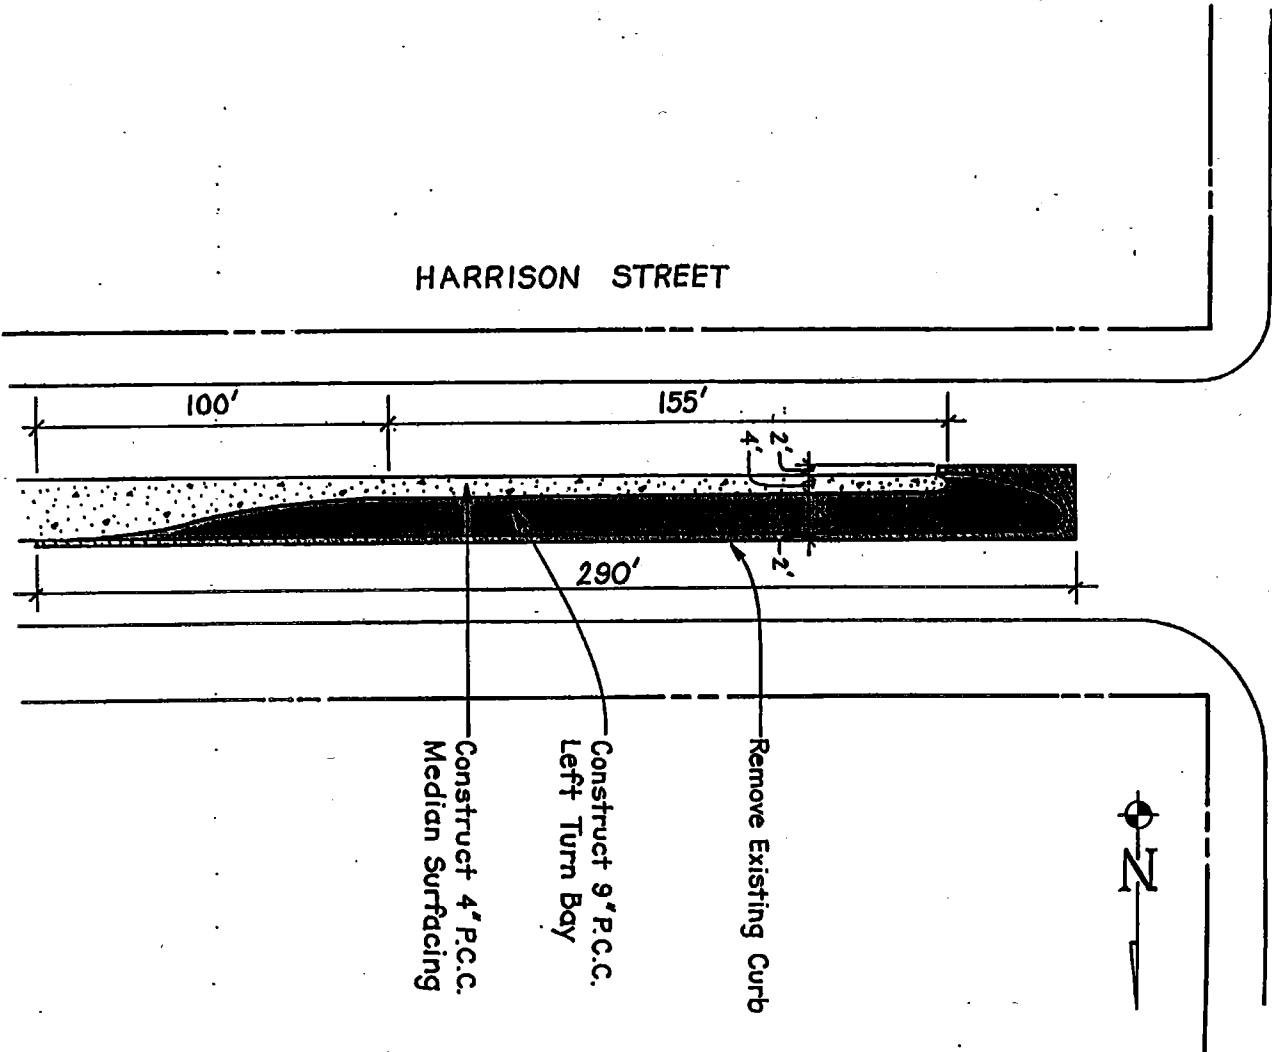 HARRISON STREET
100'
155'
4'
2'
2'
290'
Remove Existing Curb
Construct 9" P.C.C.
Left Turn Bay
Construct 4" P.C.C.
Median Surfacing
N